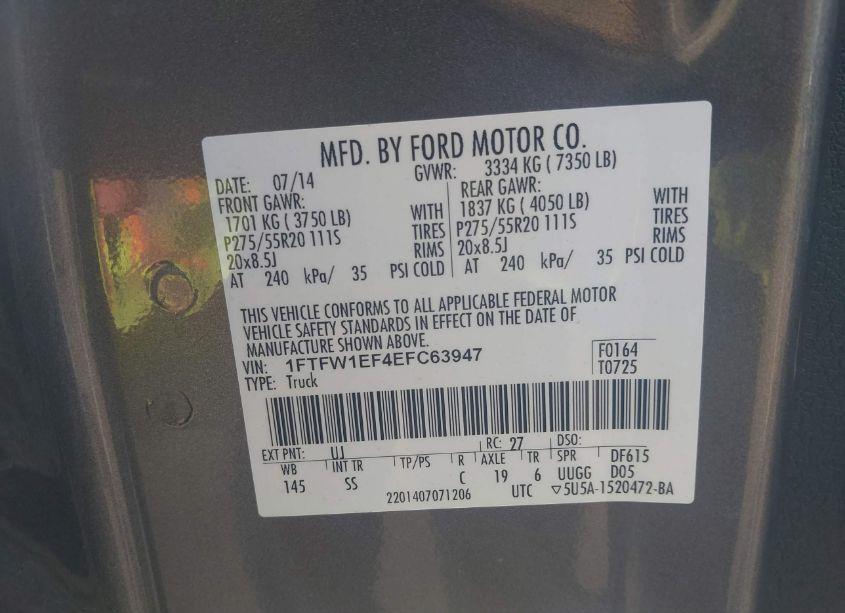 MFD. BY FORD MOTOR CO.
DATE: 07/14 GVWR: 3334 KG ( 7350 LB)
FRONT GAWR: REAR GAWR:
1701 KG ( 3750 LB) WITH 1837 KG ( 4050 LB) WITH
P275/55R20 111S TIRES P275/55R20 111S TIRES
20x8.5J RIMS 20x8.5J RIMS
AT 240 kPa/ 35 PSI COLD AT 240 kPa/ 35 PSI COLD
THIS VEHICLE CONFORMS TO ALL APPLICABLE FEDERAL MOTOR
VEHICLE SAFETY STANDARDS IN EFFECT ON THE DATE OF
MANUFACTURE SHOWN ABOVE.
VIN: 1FTFW1EF4EFC63947 F0164
TYPE: Truck T0725
EXT PNT: UJ RC: 27 DSO:
WB INT TR TP/PS R AXLE TR SPR DF615
145 SS C 19 6 UUGG D05
2201407071206 UTC ▽5U5A-1520472-BA